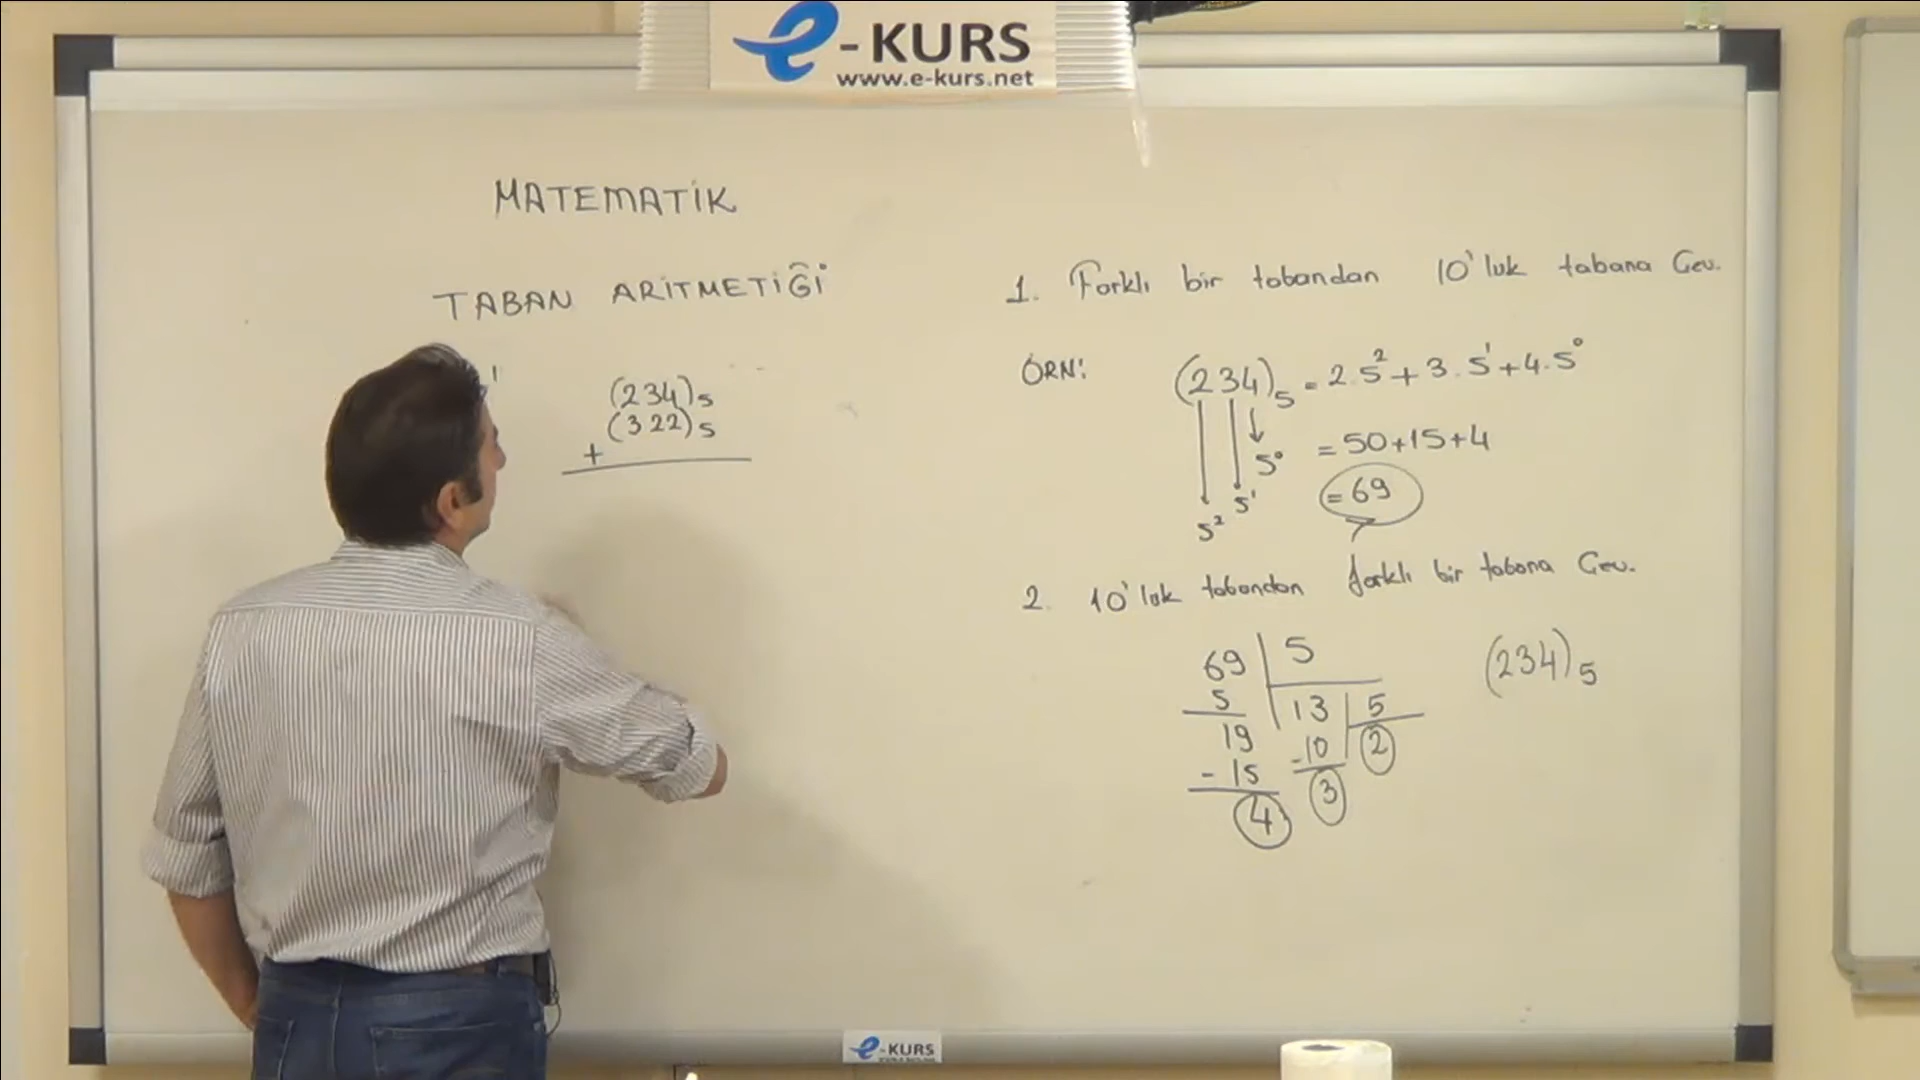 e-KURS
www.e-kurs.net
MATEMATİK
TABAN ARİTMETİĞİ
(234)₅
(322)₅
+
1. Farklı bir tabandan 10'luk tabana Çev.
ÖRN:
(234)₅ = 2.5² + 3.5¹ + 4.5⁰
= 50+15+4
= 69
5⁰
5¹
5²
2. 10'luk tabandan farklı bir tabana Çev.
69 | 5
5
13 | 5
19
-10
2
- 15
3
4
(234)₅
e-KURS